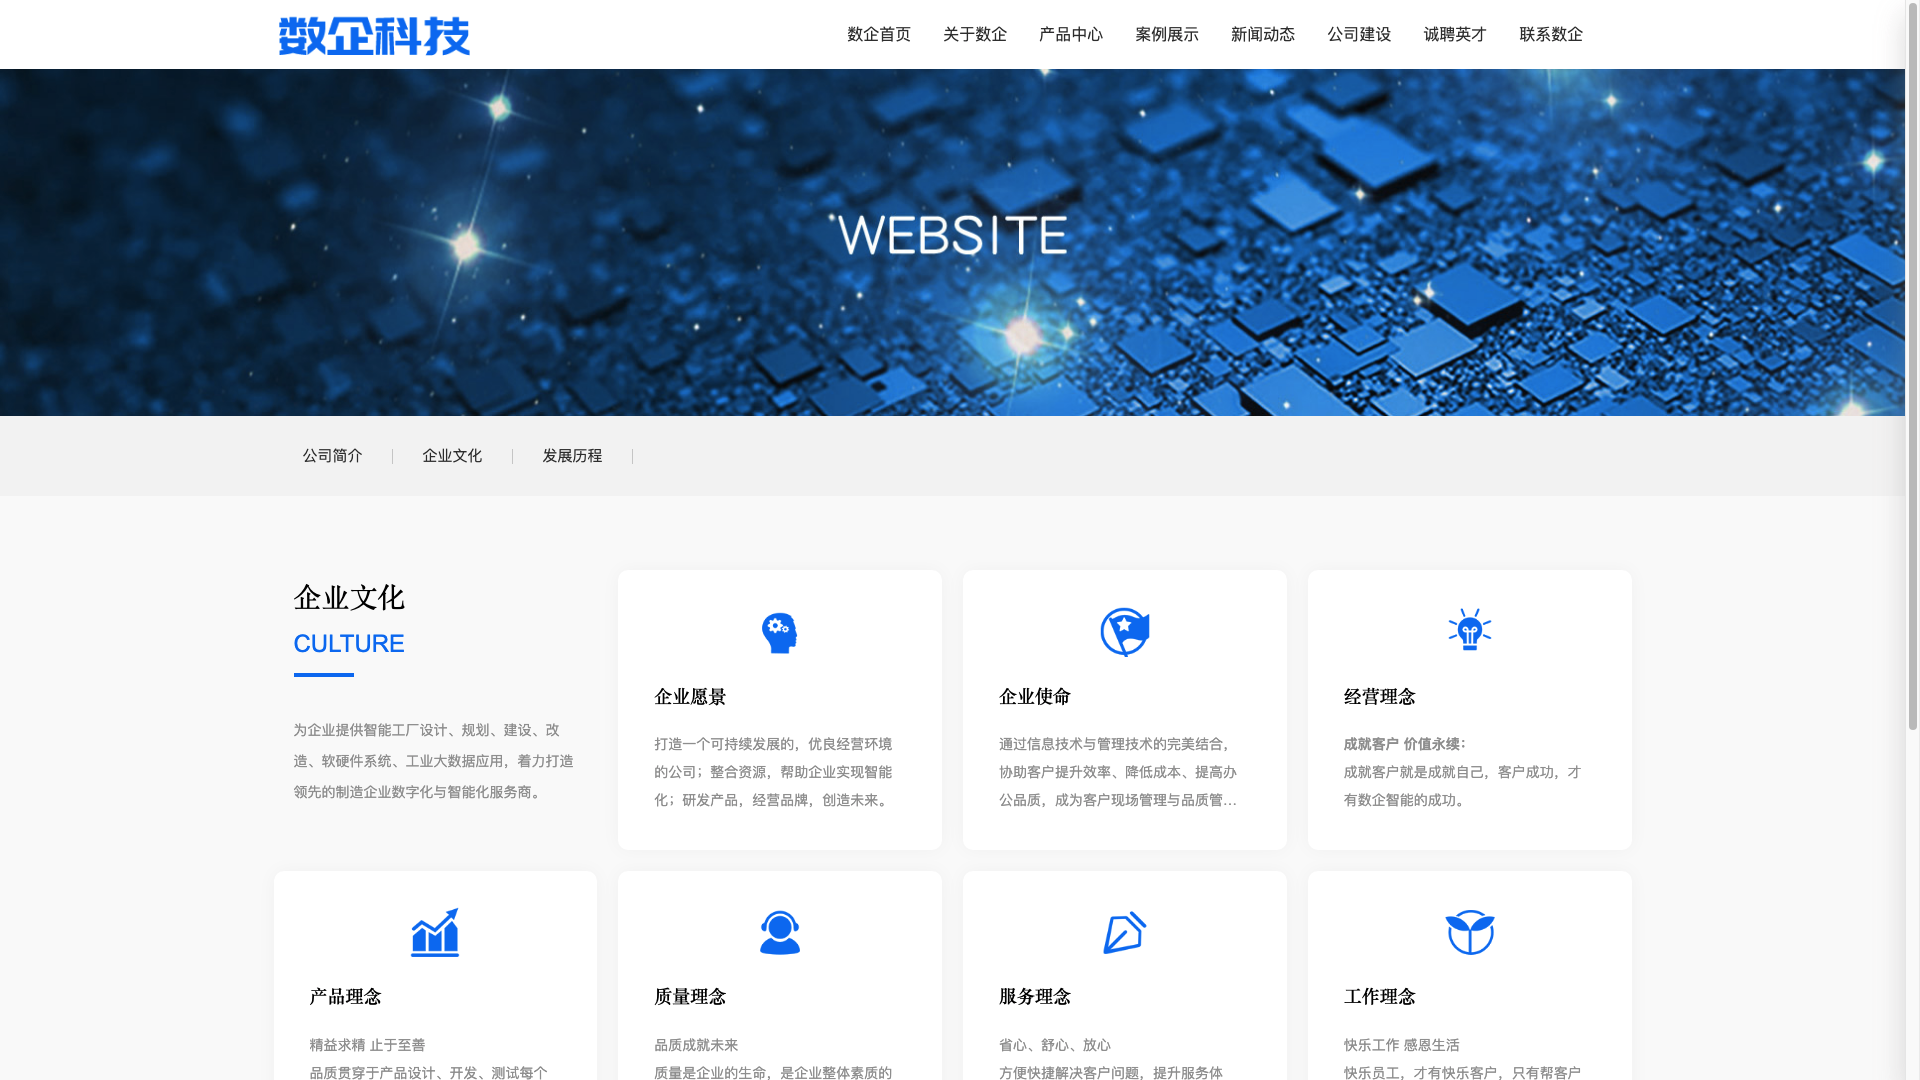 数企科技
数企首页
关于数企
产品中心
案例展示
新闻动态
公司建设
诚聘英才
联系数企
WEBSITE
公司简介
企业文化
发展历程
企业文化
CULTURE
为企业提供智能工厂设计、规划、建设、改
造、软硬件系统、工业大数据应用，着力打造
领先的制造企业数字化与智能化服务商。
企业愿景
打造一个可持续发展的，优良经营环境
的公司；整合资源，帮助企业实现智能
化；研发产品，经营品牌，创造未来。
企业使命
通过信息技术与管理技术的完美结合，
协助客户提升效率、降低成本、提高办
公品质，成为客户现场管理与品质管...
经营理念
成就客户 价值永续：
成就客户就是成就自己，客户成功，才
有数企智能的成功。
产品理念
精益求精 止于至善
品质贯穿于产品设计、开发、测试每个
质量理念
品质成就未来
质量是企业的生命，是企业整体素质的
服务理念
省心、舒心、放心
方便快捷解决客户问题，提升服务体
工作理念
快乐工作 感恩生活
快乐员工，才有快乐客户，只有帮客户